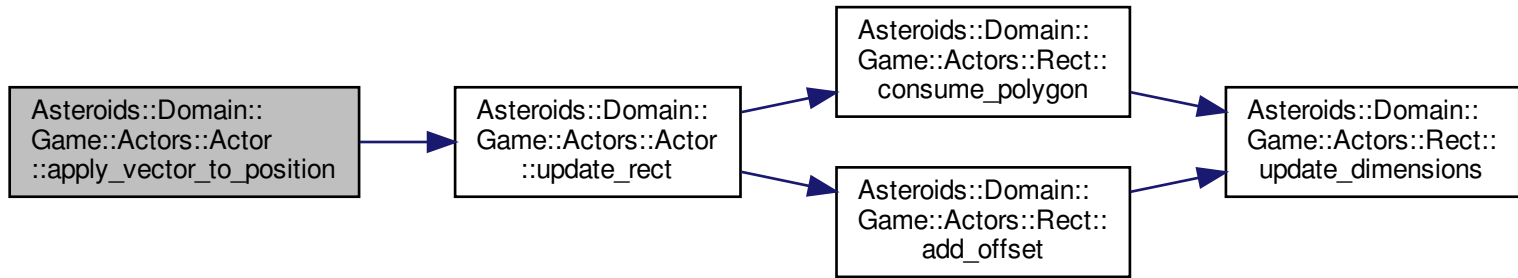 Asteroids::Domain::
Game::Actors::Actor
::apply_vector_to_position
Asteroids::Domain::
Game::Actors::Actor
::update_rect
Asteroids::Domain::
Game::Actors::Rect::
consume_polygon
Asteroids::Domain::
Game::Actors::Rect::
add_offset
Asteroids::Domain::
Game::Actors::Rect::
update_dimensions